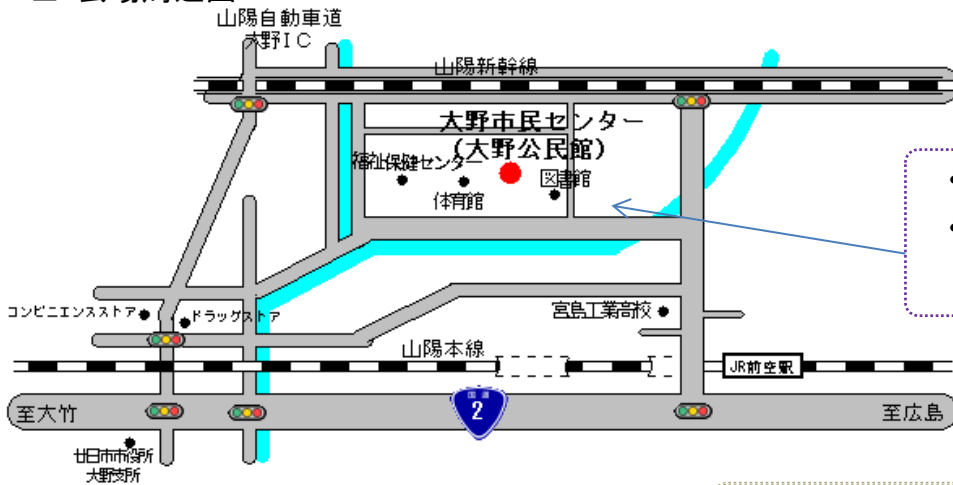 山陽自動車道
大野IC
山陽新幹線
大野市民センター
(大野公民館)
福祉保健センター
体育館
図書館
コンビニエンスストア
ドラッグストア
宮島工業高校
山陽本線
JR前空駅
至大竹
国道
2
至広島
廿日市市役所
大野支所